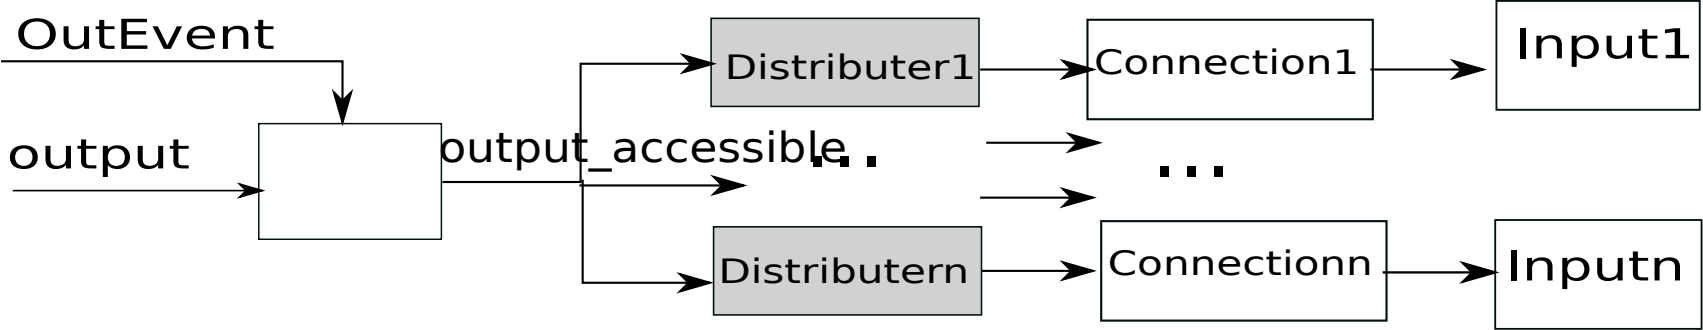 OutEvent
output
output_accessible
Distributer1
Connection1
Input1
...
...
Distributern
Connectionn
Inputn